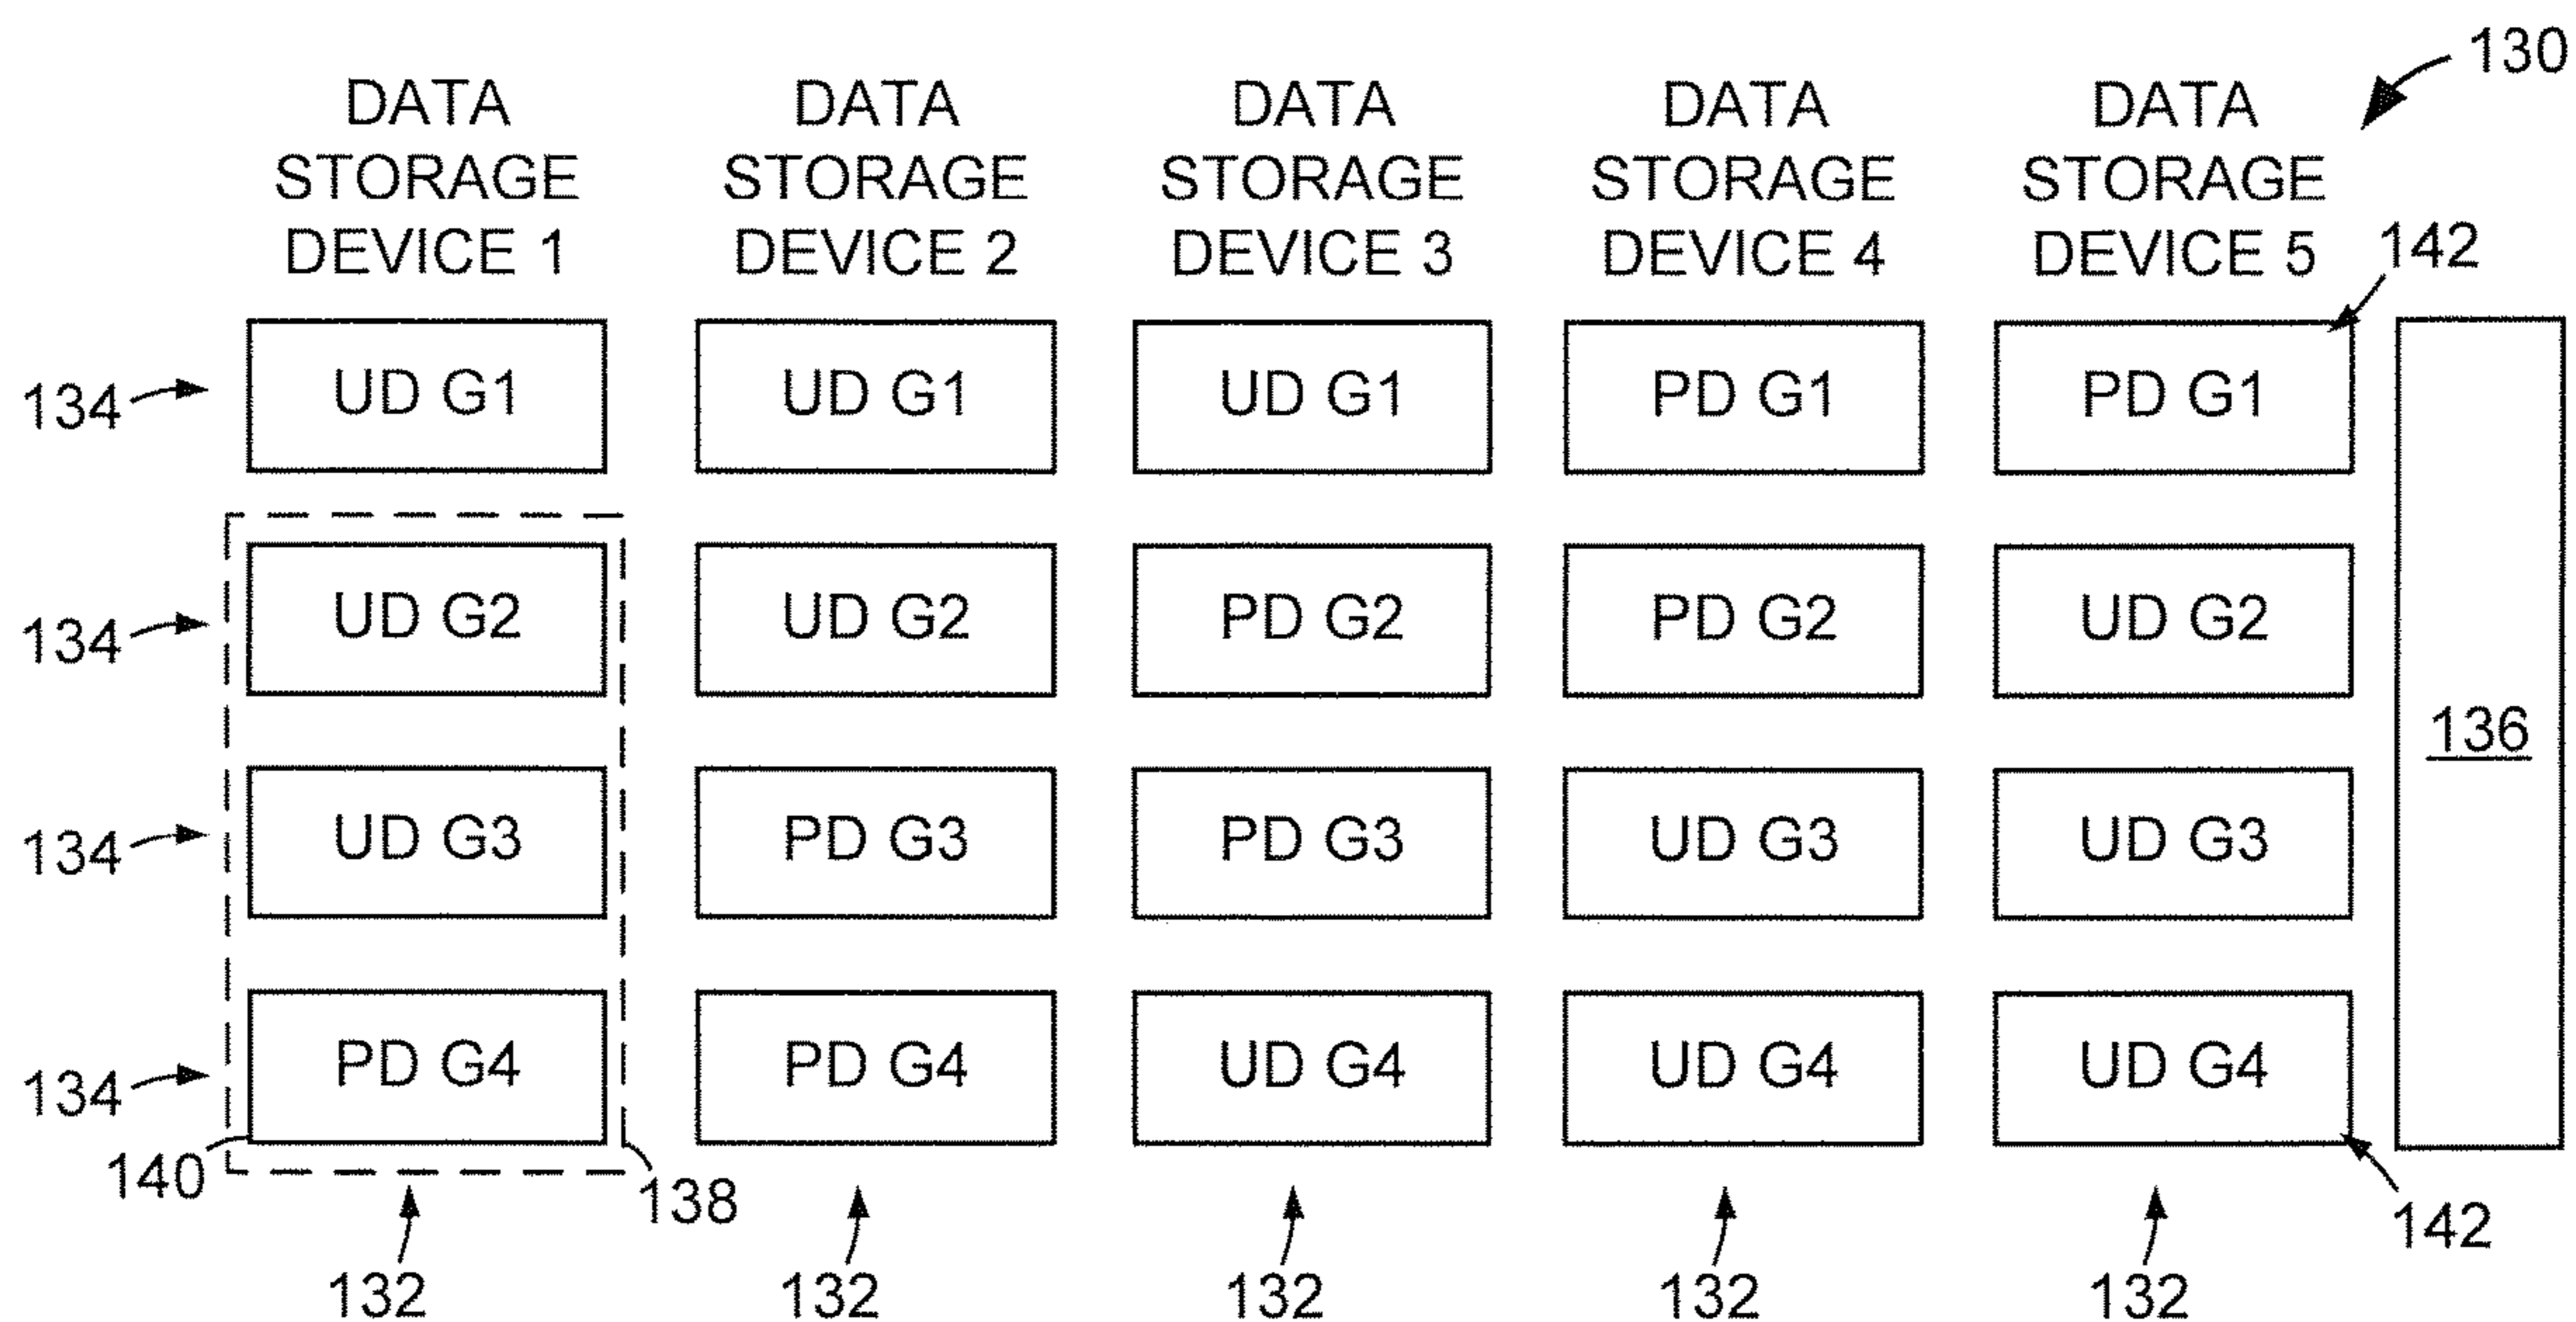 130
DATA STORAGE DEVICE 1
DATA STORAGE DEVICE 2
DATA STORAGE DEVICE 3
DATA STORAGE DEVICE 4
DATA STORAGE DEVICE 5
142
134 UD G1 UD G1 UD G1 PD G1 PD G1
134 UD G2 UD G2 PD G2 PD G2 UD G2
136
134 UD G3 PD G3 PD G3 UD G3 UD G3
134 PD G4 PD G4 UD G4 UD G4 UD G4
140 138 142
132 132 132 132 132